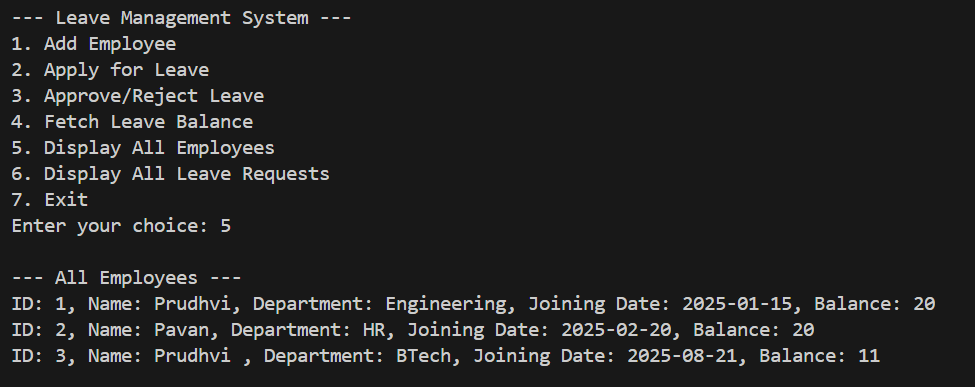 --- Leave Management System ---
1. Add Employee
2. Apply for Leave
3. Approve/Reject Leave
4. Fetch Leave Balance
5. Display All Employees
6. Display All Leave Requests
7. Exit
Enter your choice: 5
--- All Employees ---
ID: 1, Name: Prudhvi, Department: Engineering, Joining Date: 2025-01-15, Balance: 20
ID: 2, Name: Pavan, Department: HR, Joining Date: 2025-02-20, Balance: 20
ID: 3, Name: Prudhvi , Department: BTech, Joining Date: 2025-08-21, Balance: 11